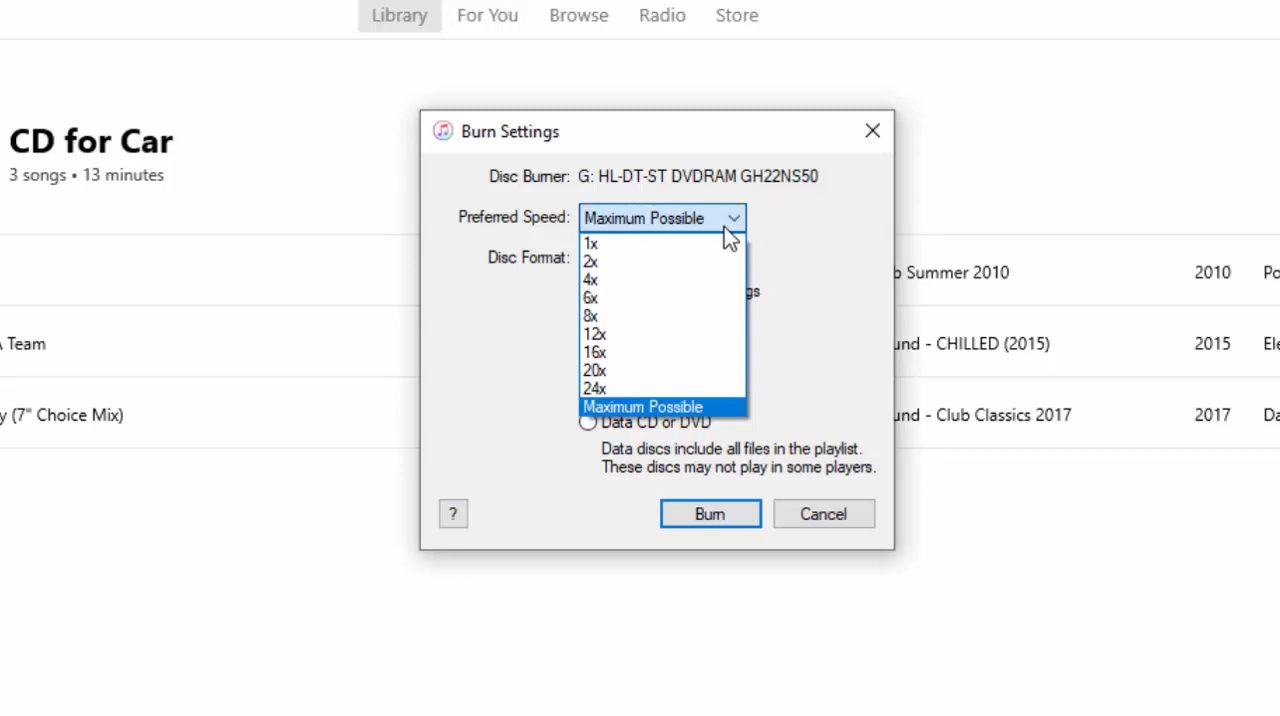 Library For You Browse Radio Store
CD for Car
3 songs • 13 minutes
Burn Settings
Disc Burner: G: HL-DT-ST DVDRAM GH22NS50
Preferred Speed: Maximum Possible
1x
2x
4x
6x
8x
12x
16x
20x
24x
Maximum Possible
Disc Format:
gs
Data CD or DVD
Data discs include all files in the playlist.
These discs may not play in some players.
? Burn Cancel
b Summer 2010 2010 Po
A Team und - CHILLED (2015) 2015 Ele
y (7" Choice Mix) und - Club Classics 2017 2017 Da